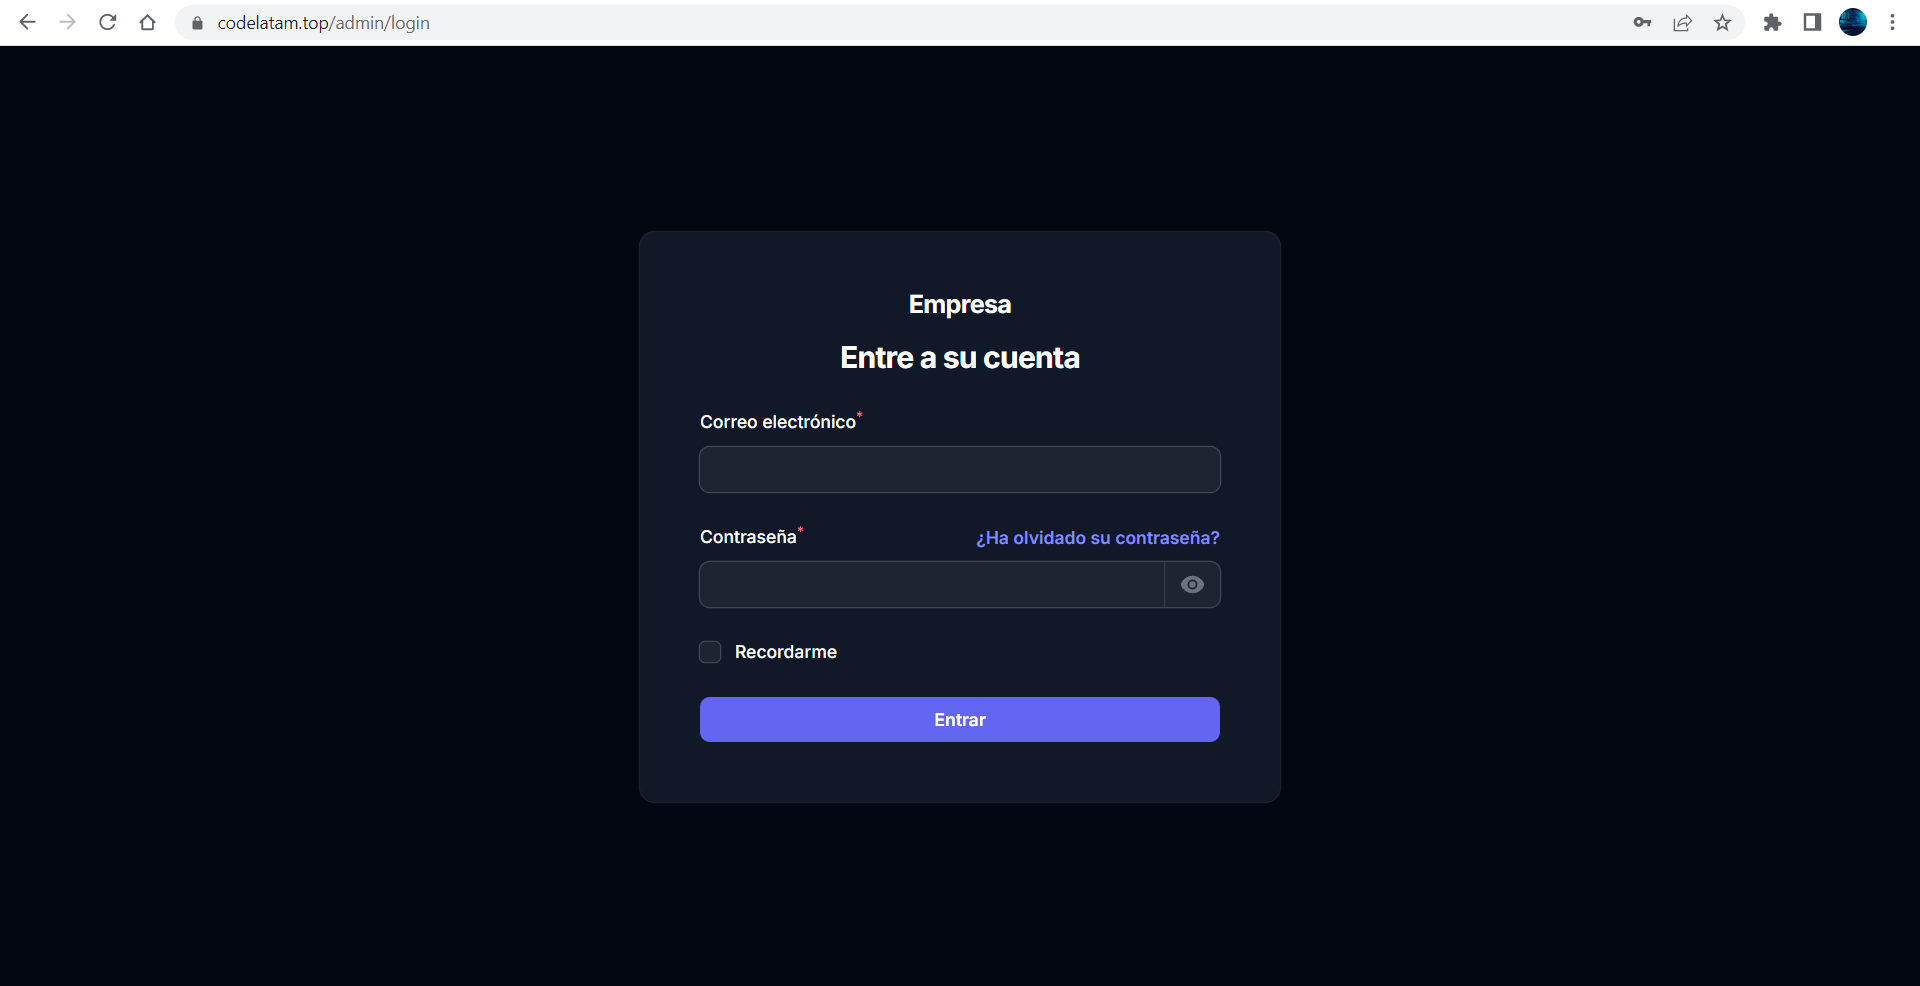 codelatam.top/admin/login
Empresa
Entre a su cuenta
Correo electrónico*
Contraseña*
¿Ha olvidado su contraseña?
Recordarme
Entrar